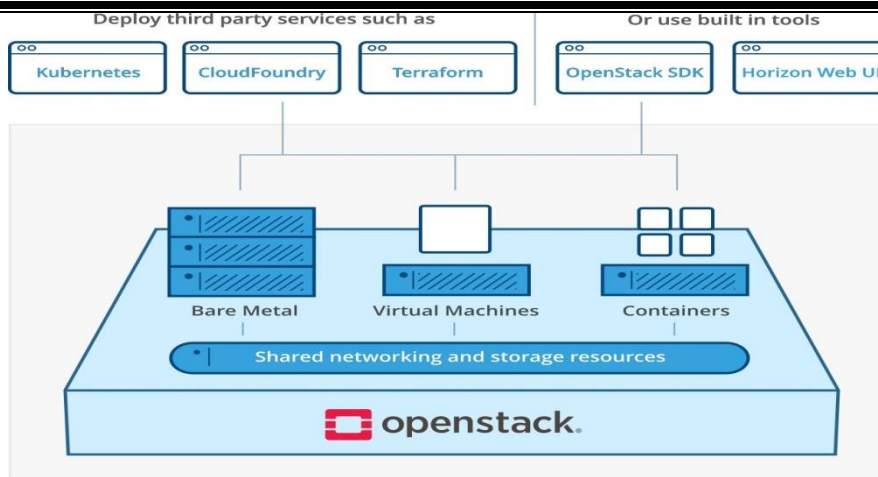 Deploy third party services such as
Or use built in tools
Kubernetes
CloudFoundry
Terraform
OpenStack SDK
Horizon Web UI
Bare Metal
Virtual Machines
Containers
Shared networking and storage resources
openstack.